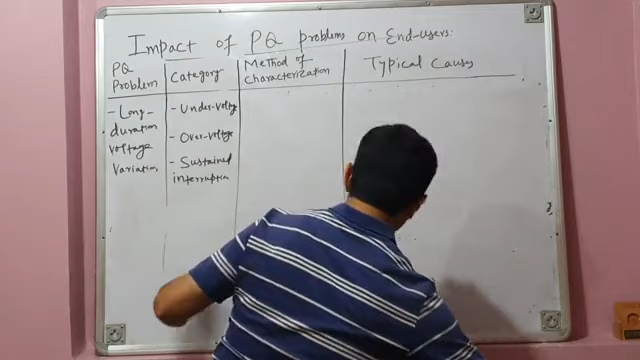 Impact of PQ problems on End-users:
PQ Problem
Category
Method of Characterization
Typical Causes
- Long-duration voltage variation
- Under-voltage
- Over-voltage
- Sustained interruption